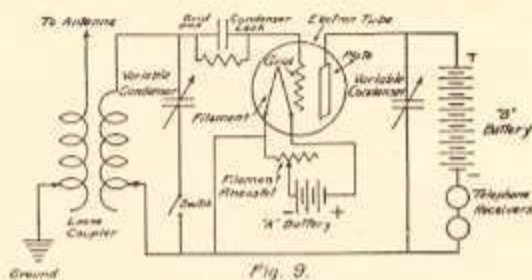 To Antenna
Grid
Condenser
Leak
Electron Tube
Variable
Condenser
Grid
Plate
Filament
Variable
Condenser
+
"B"
Battery
-
Switch
Filament
Rheostat
- +
"A" Battery
Telephone
Receivers
Loose
Coupler
Ground
Fig. 9.